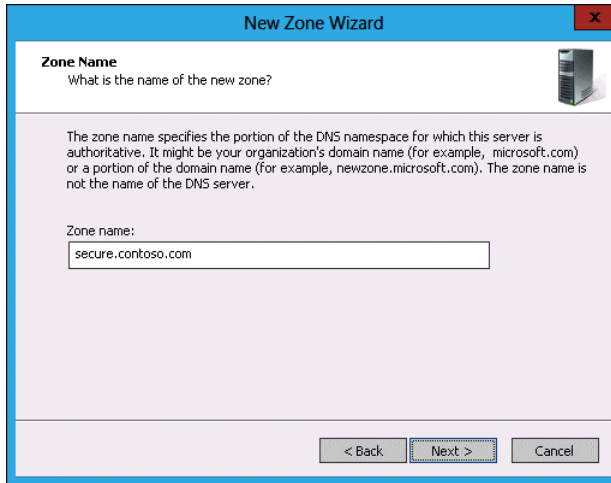 New Zone Wizard
x
Zone Name
What is the name of the new zone?
The zone name specifies the portion of the DNS namespace for which this server is
authoritative. It might be your organization's domain name (for example, microsoft.com)
or a portion of the domain name (for example, newzone.microsoft.com). The zone name is
not the name of the DNS server.
Zone name:
secure.contoso.com
< Back Next > Cancel